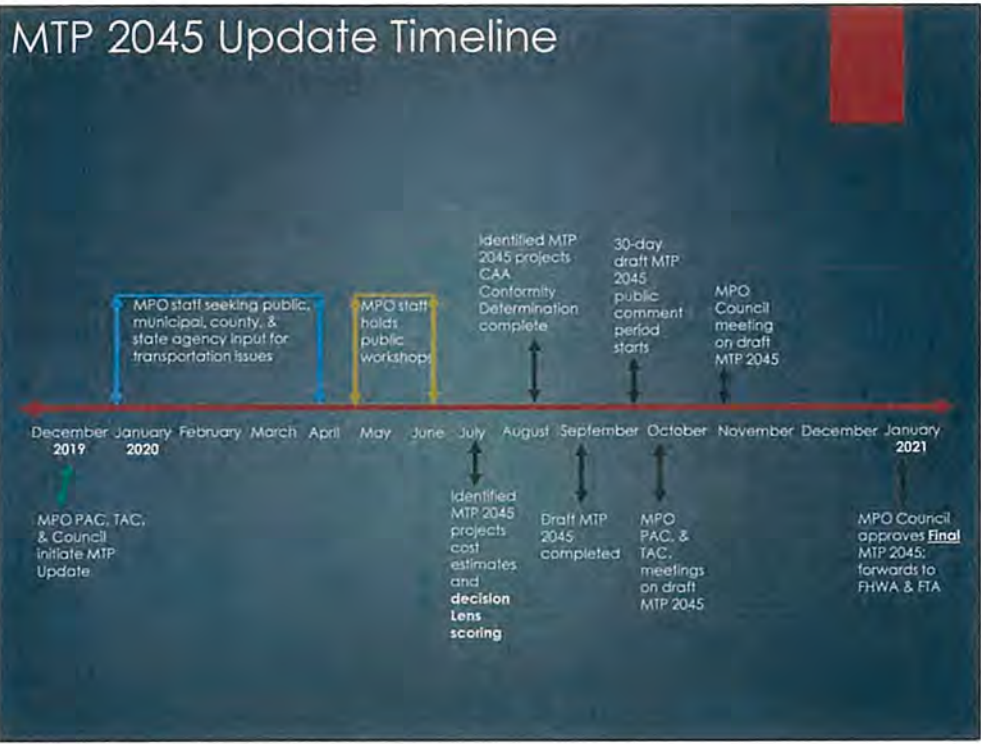 MTP 2045 Update Timeline
MPO staff seeking public,
municipal, county, &
state agency input for
transportation issues
MPO staff
holds
public
workshops
Identified MTP
2045 projects
CAA
Conformity
Determination
complete
30-day
draft MTP
2045
public
comment
period
starts
MPO
Council
meeting
on draft
MTP 2045
December January February March April May June July August September October November December January
2019 2020 2021
MPO PAC, TAC,
& Council
initiate MTP
Update
Identified
MTP 2045
projects
cost
estimates
and
decision
Lens
scoring
Draft MTP
2045
completed
MPO
PAC, &
TAC,
meetings
on draft
MTP 2045
MPO Council
approves Final
MTP 2045;
forwards to
FHWA & FTA